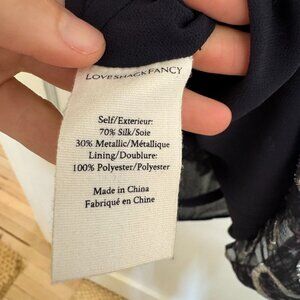 LOVESHACKFANCY
Self/Exterieur:
70% Silk/Soie
30% Metallic/Métallique
Lining/Doublure:
100% Polyester/Polyester
Made in China
Fabriqué en Chine